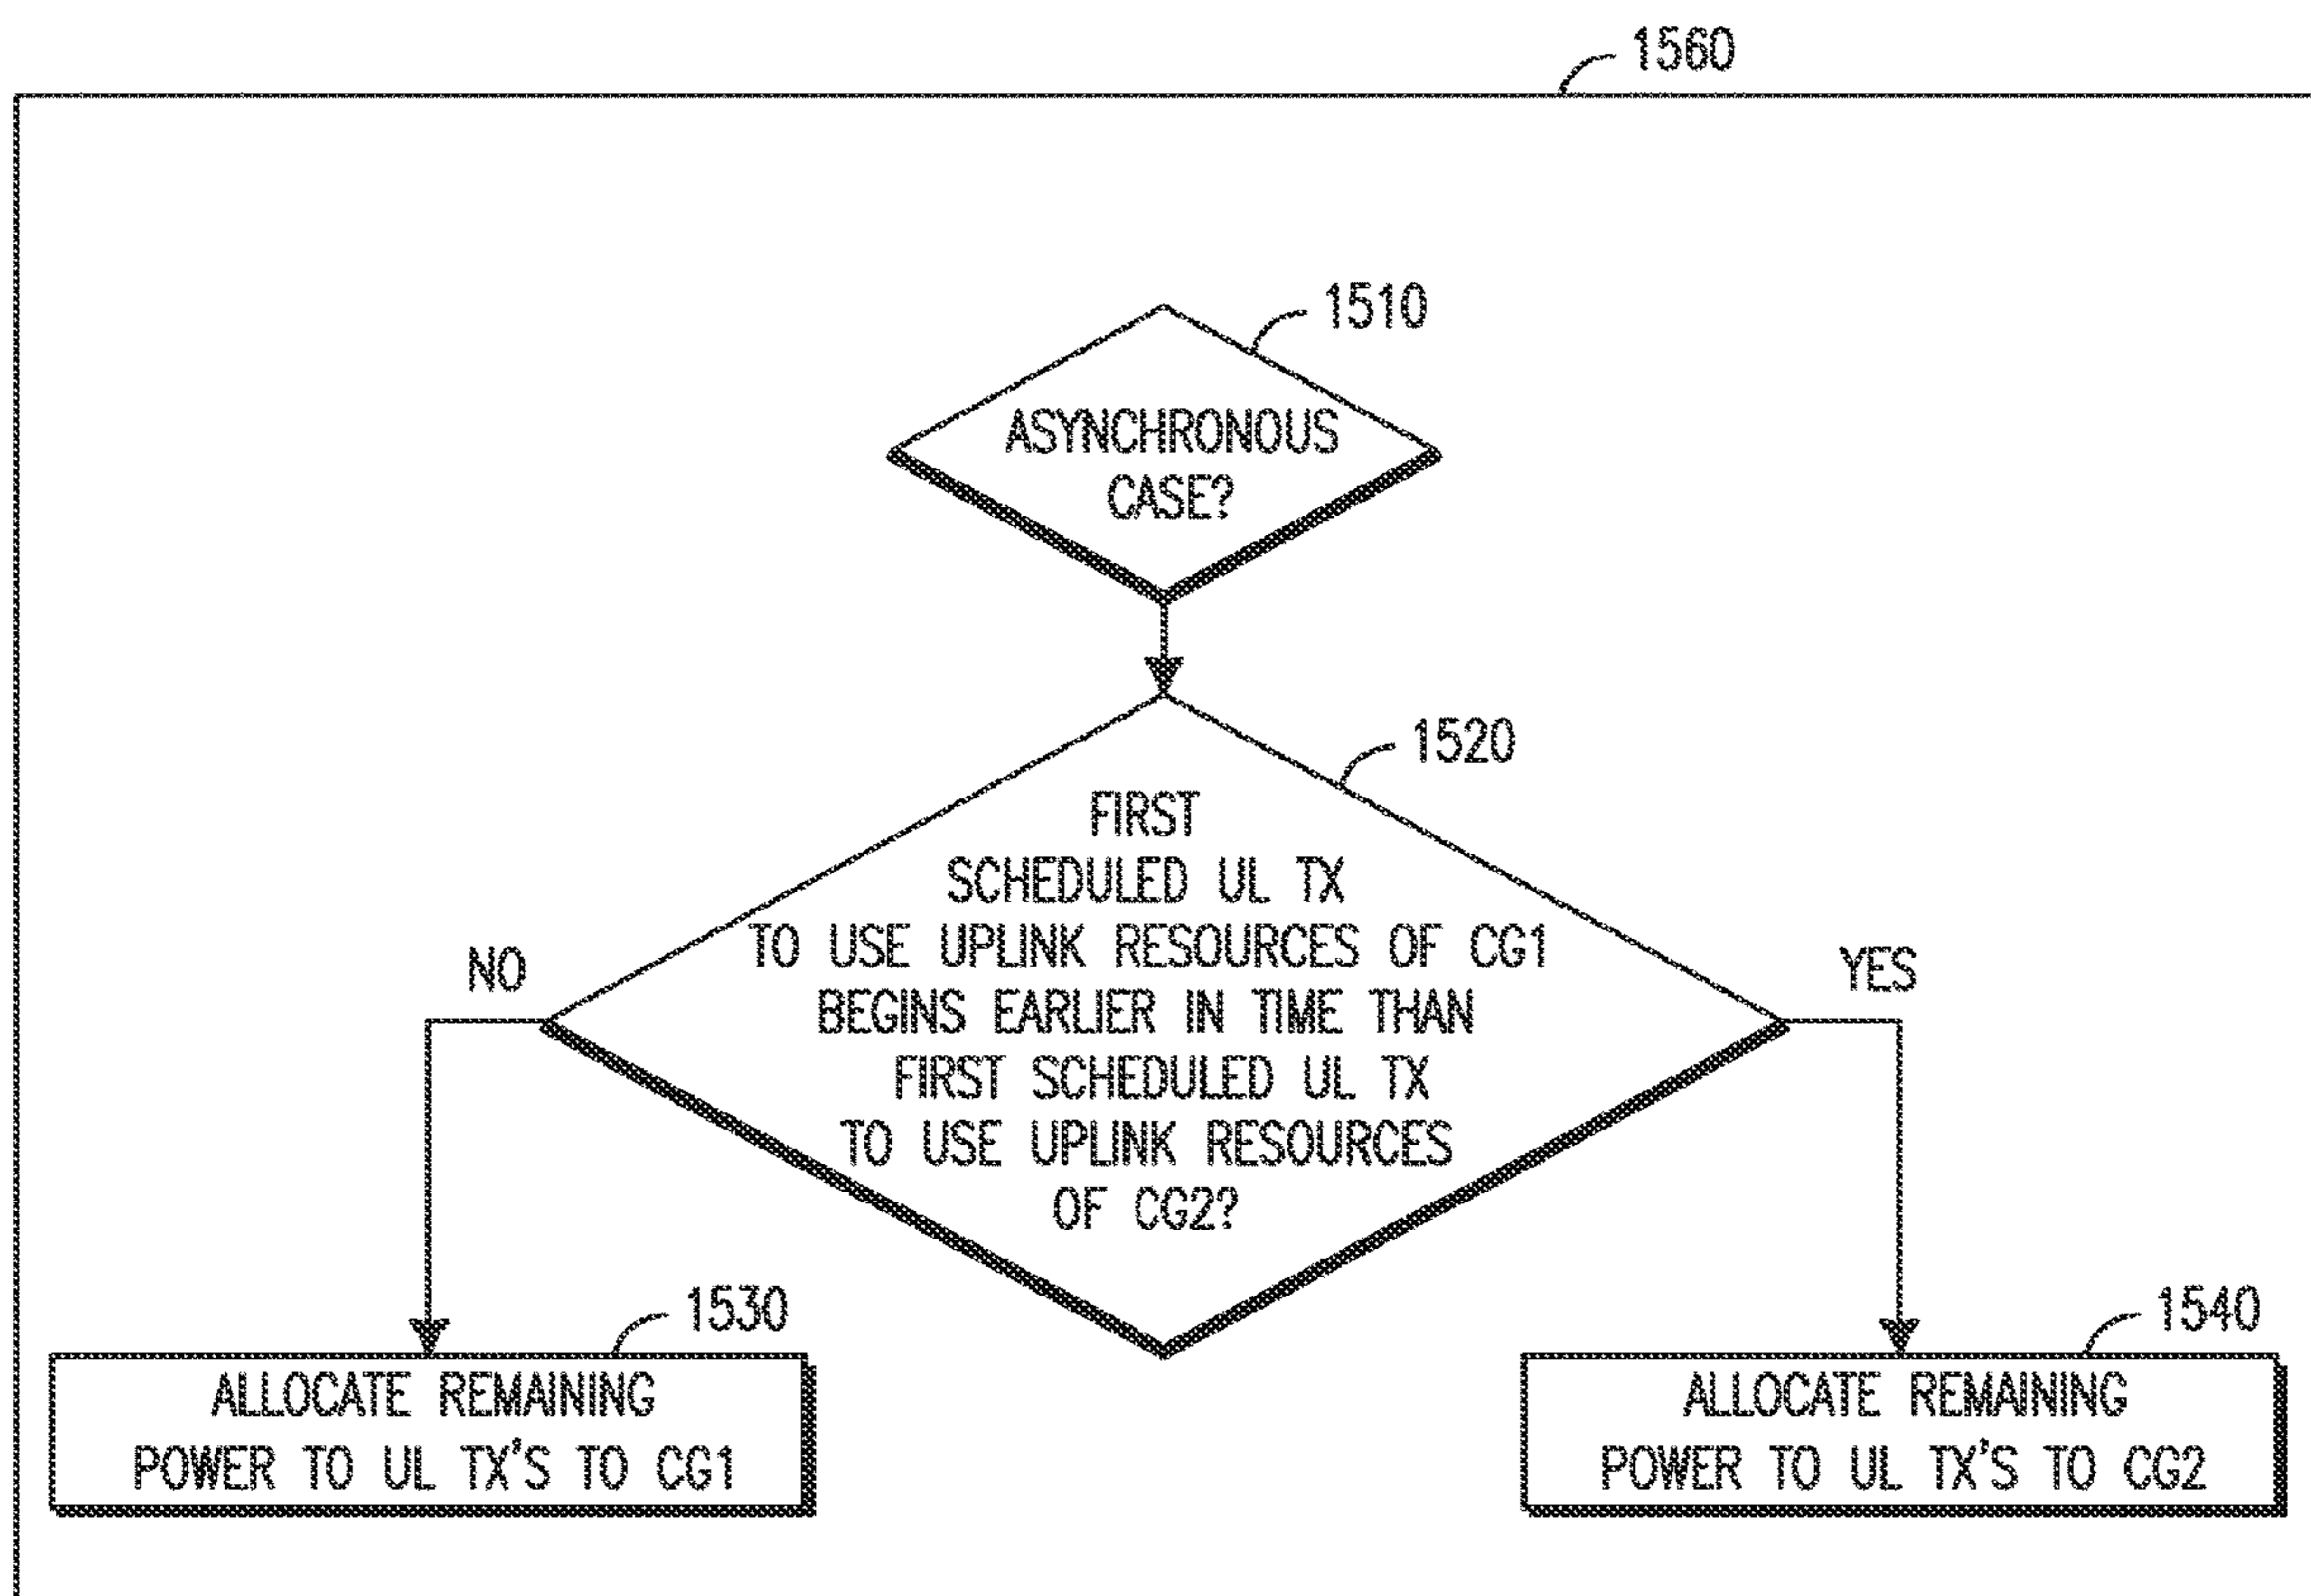 1560
1510
ASYNCHRONOUS
CASE?
1520
FIRST
SCHEDULED UL TX
TO USE UPLINK RESOURCES OF CG1
BEGINS EARLIER IN TIME THAN
FIRST SCHEDULED UL TX
TO USE UPLINK RESOURCES
OF CG2?
NO
YES
1530
ALLOCATE REMAINING
POWER TO UL TX'S TO CG1
1540
ALLOCATE REMAINING
POWER TO UL TX'S TO CG2